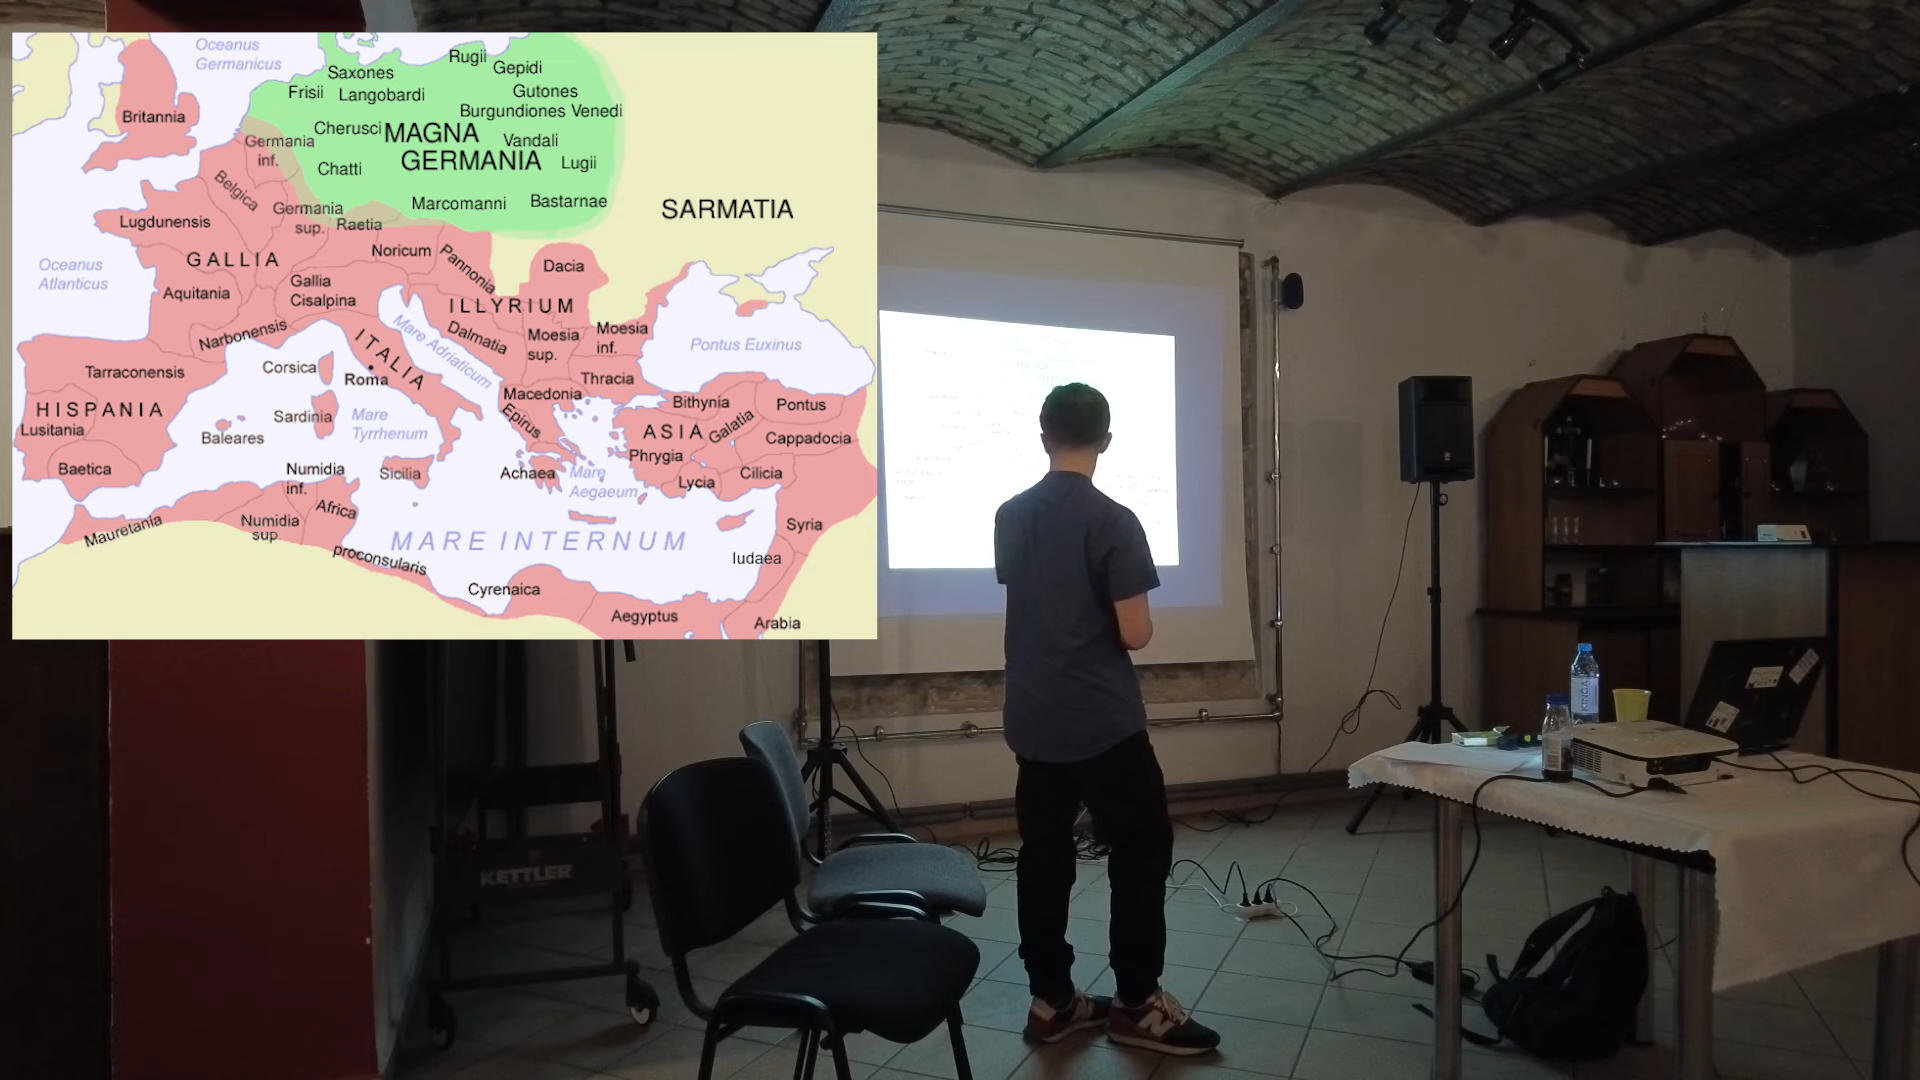 Oceanus
Germanicus
Rugii
Gepidi
Saxones
Frisii
Langobardi
Gutones
Burgundiones Venedi
Britannia
Cherusci
MAGNA
GERMANIA
Vandali
Germania
inf.
Chatti
Lugii
Belgica
Marcomanni
Bastarnae
SARMATIA
Germania
sup.
Lugdunensis
Raetia
Noricum
Pannonia
GALLIA
Dacia
Oceanus
Atlanticus
Gallia
Cisalpina
Aquitania
ILLYRIUM
Narbonensis
ITALIA
Mare Adriaticum
Dalmatia
Moesia
sup.
Moesia
inf.
Pontus Euxinus
Tarraconensis
Corsica
Roma
Thracia
Macedonia
Bithynia
Pontus
HISPANIA
Lusitania
Baleares
Sardinia
Mare
Tyrrhenum
Epirus
ASIA
Galatia
Cappadocia
Phrygia
Baetica
Numidia
inf.
Sicilia
Achaea
Mare
Aegaeum
Lycia
Cilicia
Mauretania
Numidia
sup.
Africa
proconsularis
MARE INTERNUM
Syria
Iudaea
Cyrenaica
Aegyptus
Arabia
KINGA
KETTLER
N